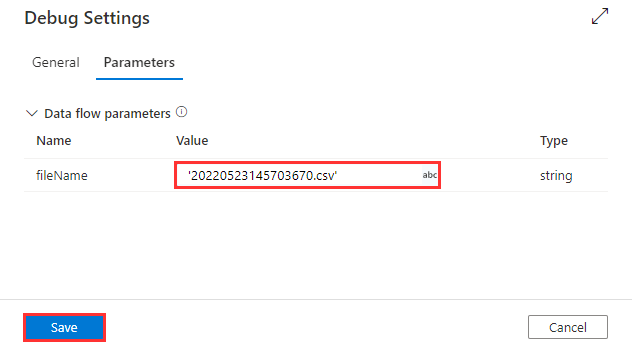 Debug Settings
General Parameters
Data flow parameters
Name Value Type
fileName '20220523145703670.csv' abc string
Save Cancel